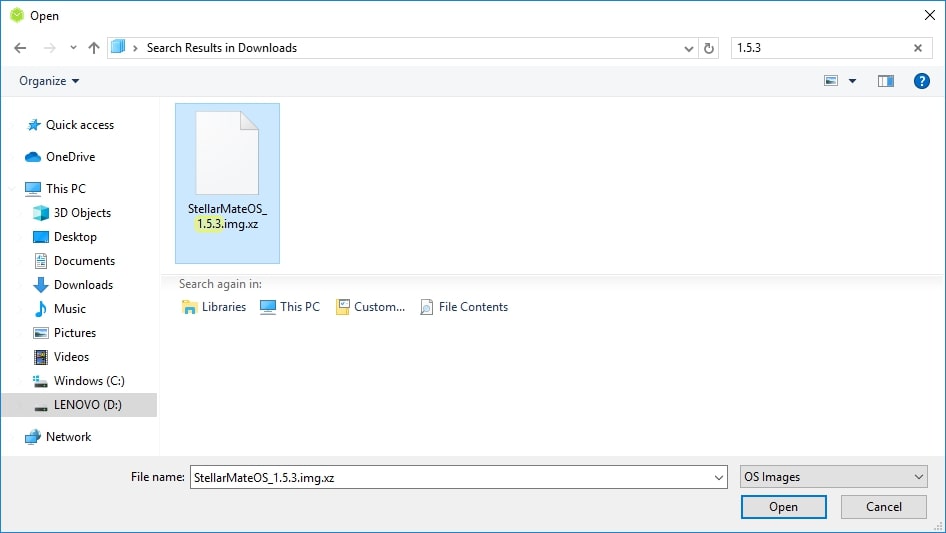 Open
Search Results in Downloads
1.5.3
Organize
Quick access
OneDrive
This PC
3D Objects
Desktop
Documents
Downloads
Music
Pictures
Videos
Windows (C:)
LENOVO (D:)
Network
StellarMateOS_
1.5.3.img.xz
Search again in:
Libraries This PC Custom... File Contents
File name: StellarMateOS_1.5.3.img.xz OS Images
Open Cancel